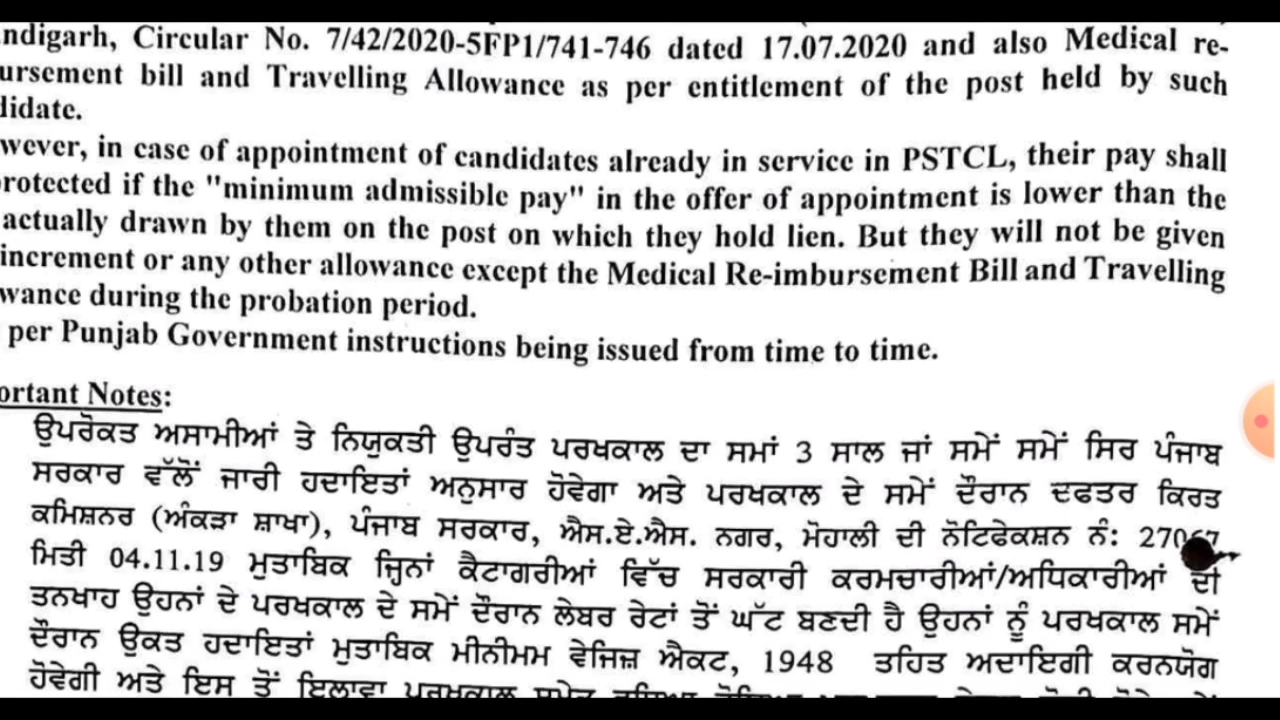 ndigarh, Circular No. 7/42/2020-5FP1/741-746 dated 17.07.2020 and also Medical re-
ursement bill and Travelling Allowance as per entitlement of the post held by such
lidate.
wever, in case of appointment of candidates already in service in PSTCL, their pay shall
rotected if the "minimum admissible pay" in the offer of appointment is lower than the
actually drawn by them on the post on which they hold lien. But they will not be given
increment or any other allowance except the Medical Re-imbursement Bill and Travelling
wance during the probation period.
per Punjab Government instructions being issued from time to time.
ortant Notes:
ਉਪਰੋਕਤ ਅਸਾਮੀਆਂ ਤੇ ਨਿਯੁਕਤੀ ਉਪਰੰਤ ਪਰਖਕਾਲ ਦਾ ਸਮਾਂ 3 ਸਾਲ ਜਾਂ ਸਮੇਂ ਸਮੇਂ ਸਿਰ ਪੰਜਾਬ
ਸਰਕਾਰ ਵੱਲੋਂ ਜਾਰੀ ਹਦਾਇਤਾਂ ਅਨੁਸਾਰ ਹੋਵੇਗਾ ਅਤੇ ਪਰਖਕਾਲ ਦੇ ਸਮੇਂ ਦੌਰਾਨ ਦਫਤਰ ਕਿਰਤ
ਕਮਿਸ਼ਨਰ (ਅੰਕੜਾ ਸ਼ਾਖਾ), ਪੰਜਾਬ ਸਰਕਾਰ, ਐਸ.ਏ.ਐਸ. ਨਗਰ, ਮੋਹਾਲੀ ਦੀ ਨੋਟਿਫੇਕਸ਼ਨ ਨੰ:
ਮਿਤੀ 04.11.19 ਮੁਤਾਬਿਕ ਜ੍ਹਿਨਾਂ ਕੈਟਾਗਰੀਆਂ ਵਿੱਚ ਸਰਕਾਰੀ ਕਰਮਚਾਰੀਆਂ/ਅਧਿਕਾਰੀਆਂ ਦੀ
ਤਨਖਾਹ ਉਹਨਾਂ ਦੇ ਪਰਖਕਾਲ ਦੇ ਸਮੇਂ ਦੌਰਾਨ ਲੇਬਰ ਰੇਟਾਂ ਤੋਂ ਘੱਟ ਬਣਦੀ ਹੈ ਉਹਨਾਂ ਨੂੰ ਪਰਖਕਾਲ ਸਮੇਂ
ਦੌਰਾਨ ਉਕਤ ਹਦਾਇਤਾਂ ਮੁਤਾਬਿਕ ਮੀਨੀਮਮ ਵੇਜਿਜ਼ ਐਕਟ, 1948 ਤਹਿਤ ਅਦਾਇਗੀ ਕਰਨਯੋਗ
ਹੋਵੇਗੀ ਅਤੇ ਇਸ ਤੋਂ ਇਲਾਵਾ ਪਰਖਕਾਲ